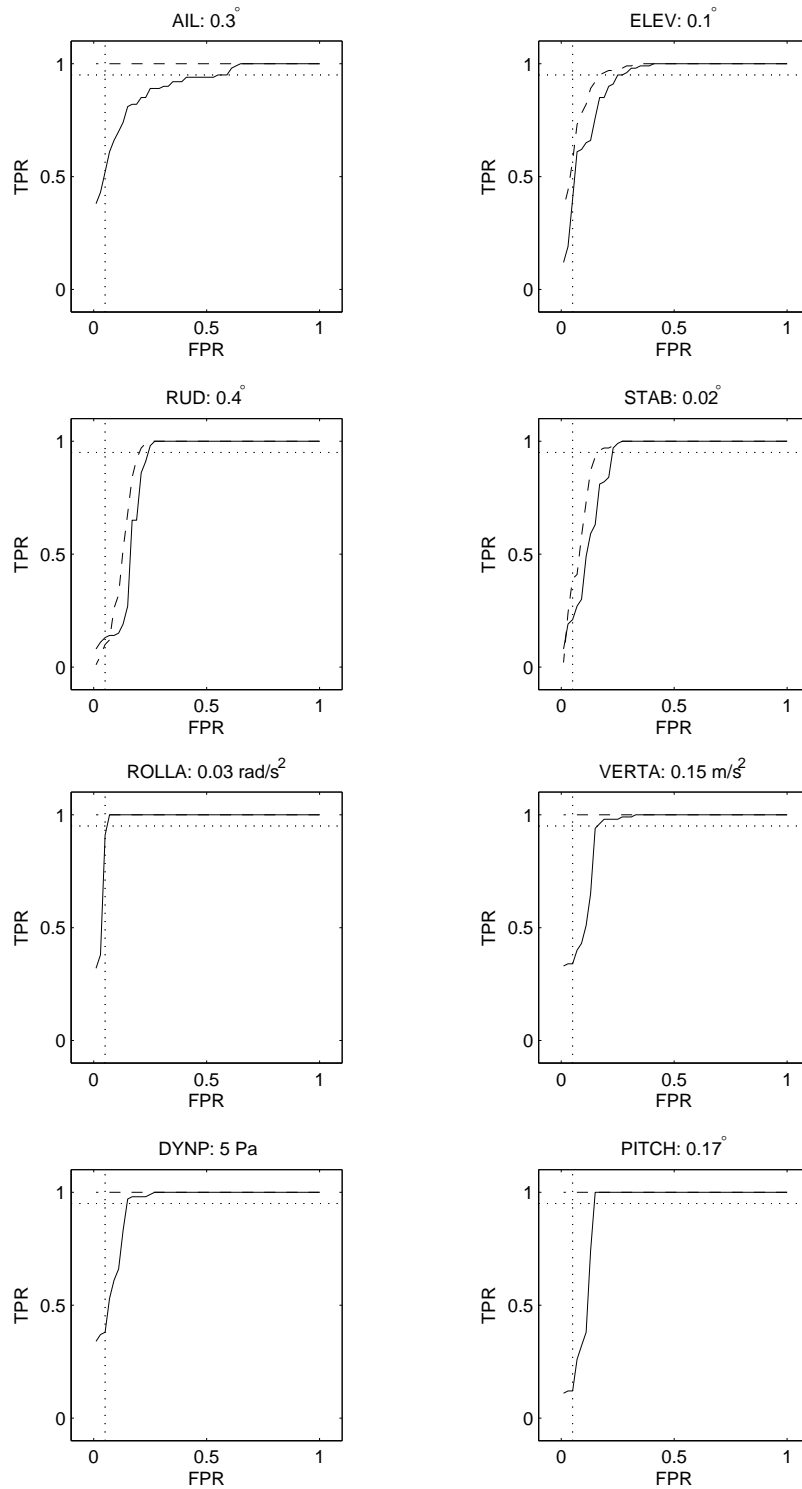 AIL: 0.3°
1
0.5
0
TPR
0 0.5 1
FPR
ELEV: 0.1°
1
0.5
0
TPR
0 0.5 1
FPR
RUD: 0.4°
1
0.5
0
TPR
0 0.5 1
FPR
STAB: 0.02°
1
0.5
0
TPR
0 0.5 1
FPR
ROLLA: 0.03 rad/s²
1
0.5
0
TPR
0 0.5 1
FPR
VERTA: 0.15 m/s²
1
0.5
0
TPR
0 0.5 1
FPR
DYNP: 5 Pa
1
0.5
0
TPR
0 0.5 1
FPR
PITCH: 0.17°
1
0.5
0
TPR
0 0.5 1
FPR